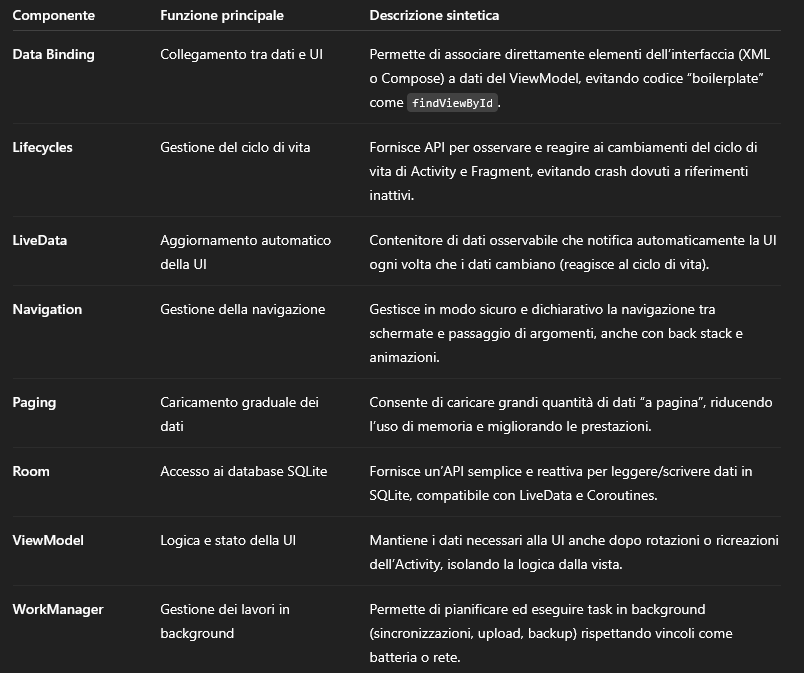 Componente Funzione principale Descrizione sintetica
Data Binding Collegamento tra dati e UI Permette di associare direttamente elementi dell’interfaccia (XML
o Compose) a dati del ViewModel, evitando codice “boilerplate”
come findViewById.
Lifecycles Gestione del ciclo di vita Fornisce API per osservare e reagire ai cambiamenti del ciclo di
vita di Activity e Fragment, evitando crash dovuti a riferimenti
inattivi.
LiveData Aggiornamento automatico Contenitore di dati osservabile che notifica automaticamente la UI
della UI ogni volta che i dati cambiano (reagisce al ciclo di vita).
Navigation Gestione della navigazione Gestisce in modo sicuro e dichiarativo la navigazione tra
schermate e passaggio di argomenti, anche con back stack e
animazioni.
Paging Caricamento graduale dei Consente di caricare grandi quantità di dati “a pagina”, riducendo
dati l’uso di memoria e migliorando le prestazioni.
Room Accesso ai database SQLite Fornisce un’API semplice e reattiva per leggere/scrivere dati in
SQLite, compatibile con LiveData e Coroutines.
ViewModel Logica e stato della UI Mantiene i dati necessari alla UI anche dopo rotazioni o ricreazioni
dell’Activity, isolando la logica dalla vista.
WorkManager Gestione dei lavori in Permette di pianificare ed eseguire task in background
background (sincronizzazioni, upload, backup) rispettando vincoli come
batteria o rete.